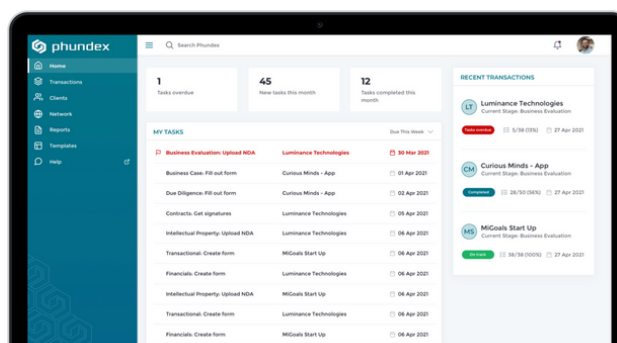 phundex
Search Phundex
Home
Transactions
Clients
Network
Reports
Templates
Help
1
Tasks overdue
45
New tasks this month
12
Tasks completed this
month
MY TASKS
Due This Week
Business Evaluation: Upload NDA Luminance Technologies 30 Mar 2021
Business Case: Fill out form Curious Minds - App 01 Apr 2021
Due Diligence: Fill out form Curious Minds - App 02 Apr 2021
Contracts: Get signatures Luminance Technologies 05 Apr 2021
Intellectual Property: Upload NDA Luminance Technologies 06 Apr 2021
Transactional: Create form MiGoals Start Up 06 Apr 2021
Financials: Create form Luminance Technologies 06 Apr 2021
Intellectual Property: Upload NDA MiGoals Start Up 06 Apr 2021
Transactional: Create form Luminance Technologies 06 Apr 2021
Financials: Create form MiGoals Start Up 06 Apr 2021
RECENT TRANSACTIONS
LT
Luminance Technologies
Current Stage: Business Evaluation
Tasks overdue 5/38 (13%) 27 Apr 2021
CM
Curious Minds - App
Current Stage: Business Evaluation
Completed 28/50 (56%) 27 Apr 2021
MS
MiGoals Start Up
Current Stage: Business Evaluation
On track 38/38 (100%) 27 Apr 2021